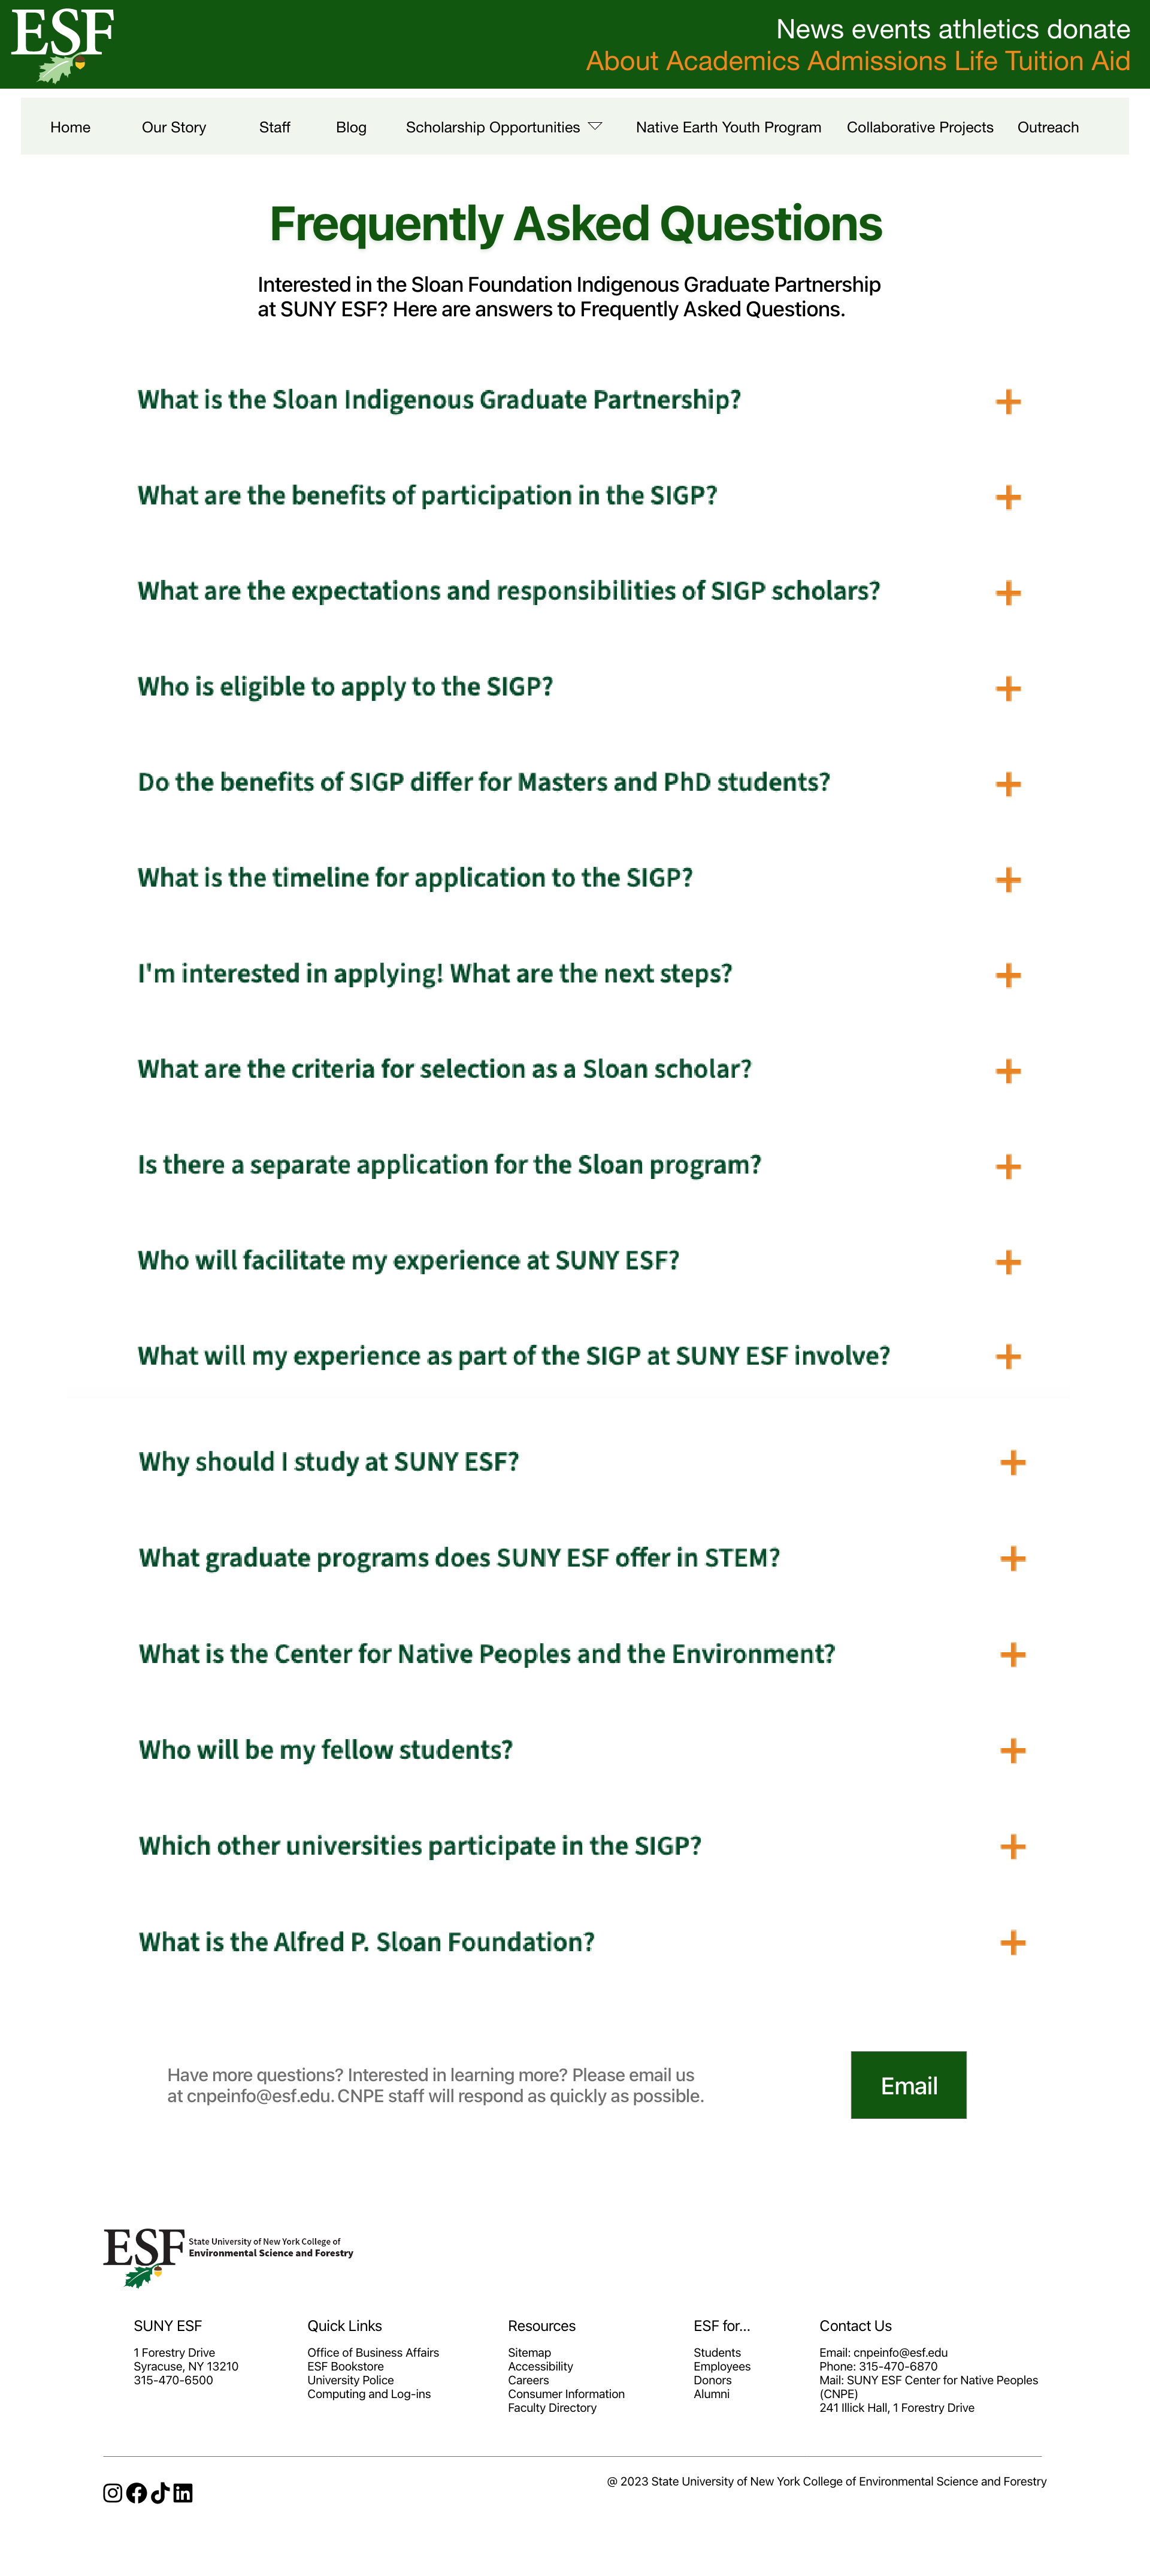 ESF
News events athletics donate
About Academics Admissions Life Tuition Aid
Home Our Story Staff Blog Scholarship Opportunities Native Earth Youth Program Collaborative Projects Outreach
Frequently Asked Questions
Interested in the Sloan Foundation Indigenous Graduate Partnership
at SUNY ESF? Here are answers to Frequently Asked Questions.
What is the Sloan Indigenous Graduate Partnership?
What are the benefits of participation in the SIGP?
What are the expectations and responsibilities of SIGP scholars?
Who is eligible to apply to the SIGP?
Do the benefits of SIGP differ for Masters and PhD students?
What is the timeline for application to the SIGP?
I'm interested in applying! What are the next steps?
What are the criteria for selection as a Sloan scholar?
Is there a separate application for the Sloan program?
Who will facilitate my experience at SUNY ESF?
What will my experience as part of the SIGP at SUNY ESF involve?
Why should I study at SUNY ESF?
What graduate programs does SUNY ESF offer in STEM?
What is the Center for Native Peoples and the Environment?
Who will be my fellow students?
Which other universities participate in the SIGP?
What is the Alfred P. Sloan Foundation?
Have more questions? Interested in learning more? Please email us
at cnpeinfo@esf.edu. CNPE staff will respond as quickly as possible.
Email
ESF
State University of New York College of
Environmental Science and Forestry
SUNY ESF
1 Forestry Drive
Syracuse, NY 13210
315-470-6500
Quick Links
Office of Business Affairs
ESF Bookstore
University Police
Computing and Log-ins
Resources
Sitemap
Accessibility
Careers
Consumer Information
Faculty Directory
ESF for...
Students
Employees
Donors
Alumni
Contact Us
Email: cnpeinfo@esf.edu
Phone: 315-470-6870
Mail: SUNY ESF Center for Native Peoples
(CNPE)
241 Illick Hall, 1 Forestry Drive
@ 2023 State University of New York College of Environmental Science and Forestry